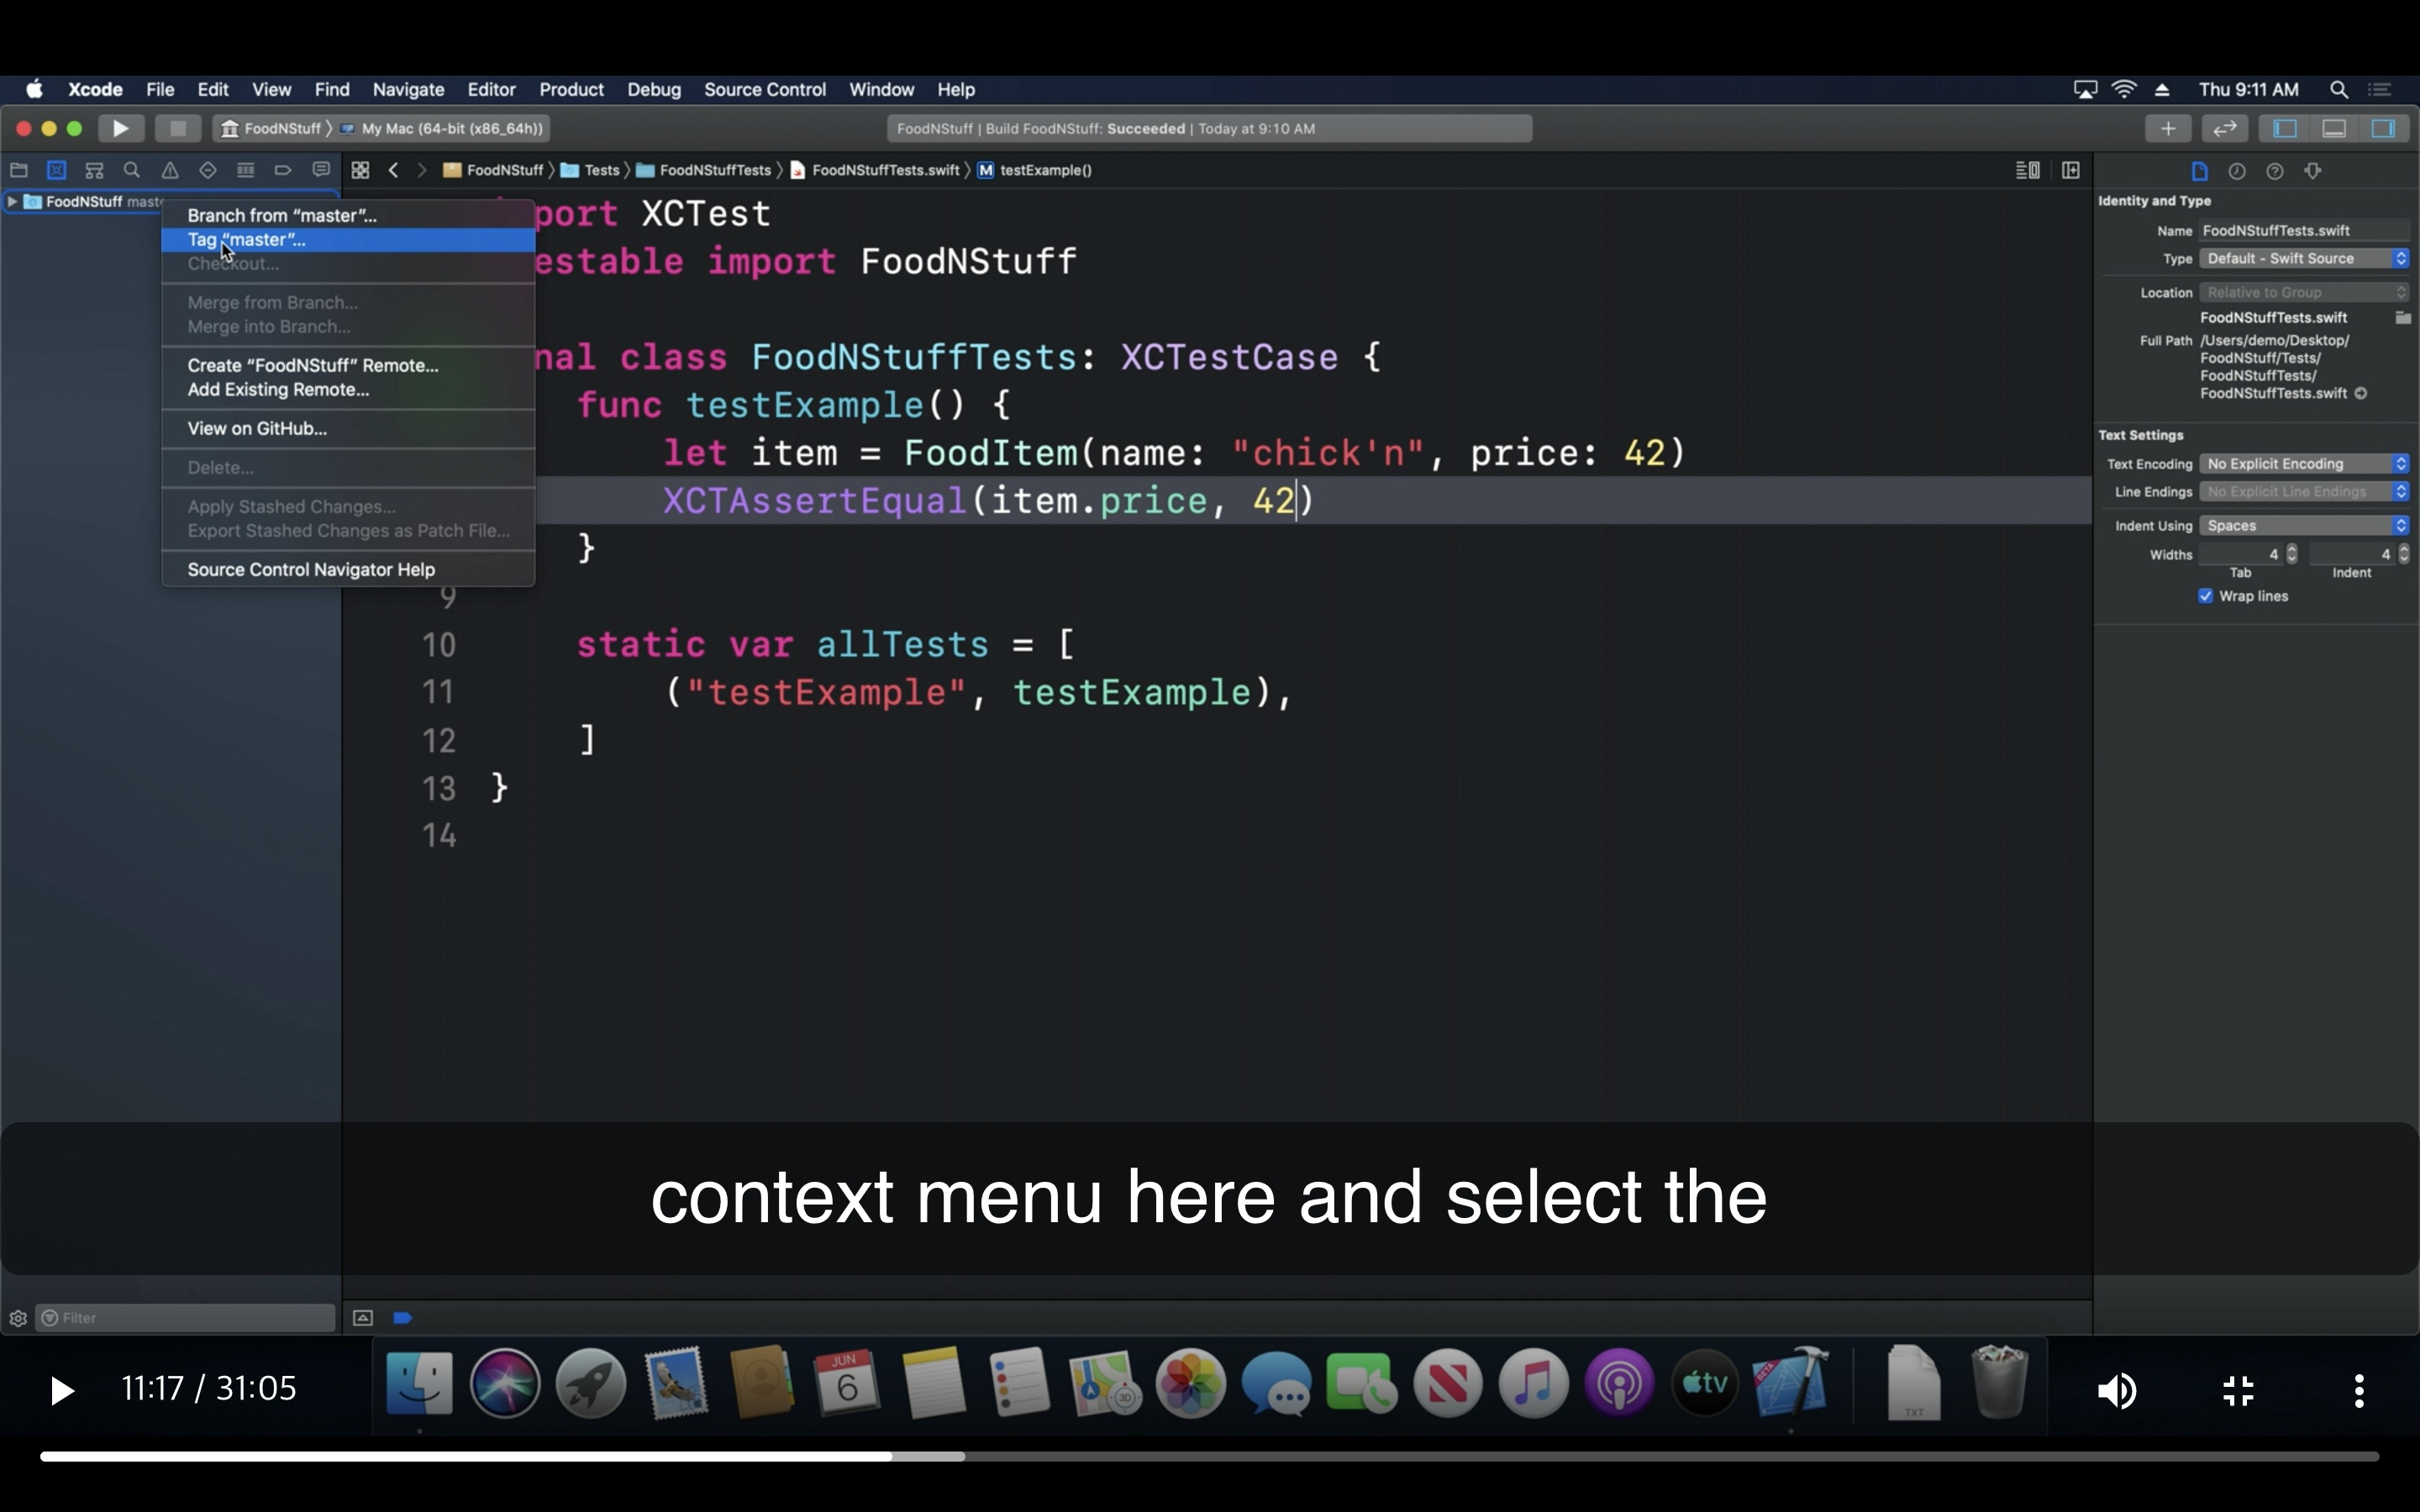 Xcode File Edit View Find Navigate Editor Product Debug Source Control Window Help Thu 9:11 AM
FoodNStuff 〉 My Mac (64-bit (x86_64h)) FoodNStuff | Build FoodNStuff: Succeeded | Today at 9:10 AM
FoodNStuff 〉 Tests 〉 FoodNStuffTests 〉 FoodNStuffTests.swift 〉 M testExample()
FoodNStuff
Branch from “master”...
Tag “master”...
Checkout...
Merge from Branch...
Merge into Branch...
Create “FoodNStuff” Remote...
Add Existing Remote...
View on GitHub...
Delete...
Apply Stashed Changes...
Export Stashed Changes as Patch File...
Source Control Navigator Help
port XCTest
estable import FoodNStuff
nal class FoodNStuffTests: XCTestCase {
func testExample() {
let item = FoodItem(name: "chick'n", price: 42)
XCTAssertEqual(item.price, 42)
}
9
10 static var allTests = [
11 ("testExample", testExample),
12 ]
13 }
14
Identity and Type
Name FoodNStuffTests.swift
Type Default - Swift Source
Location Relative to Group
FoodNStuffTests.swift
Full Path /Users/demo/Desktop/
FoodNStuff/Tests/
FoodNStuffTests/
FoodNStuffTests.swift
Text Settings
Text Encoding No Explicit Encoding
Line Endings No Explicit Line Endings
Indent Using Spaces
Widths 4 4
Tab Indent
Wrap lines
context menu here and select the
Filter
11:17 / 31:05
JUN
6
3D
tv
BETA
TXT